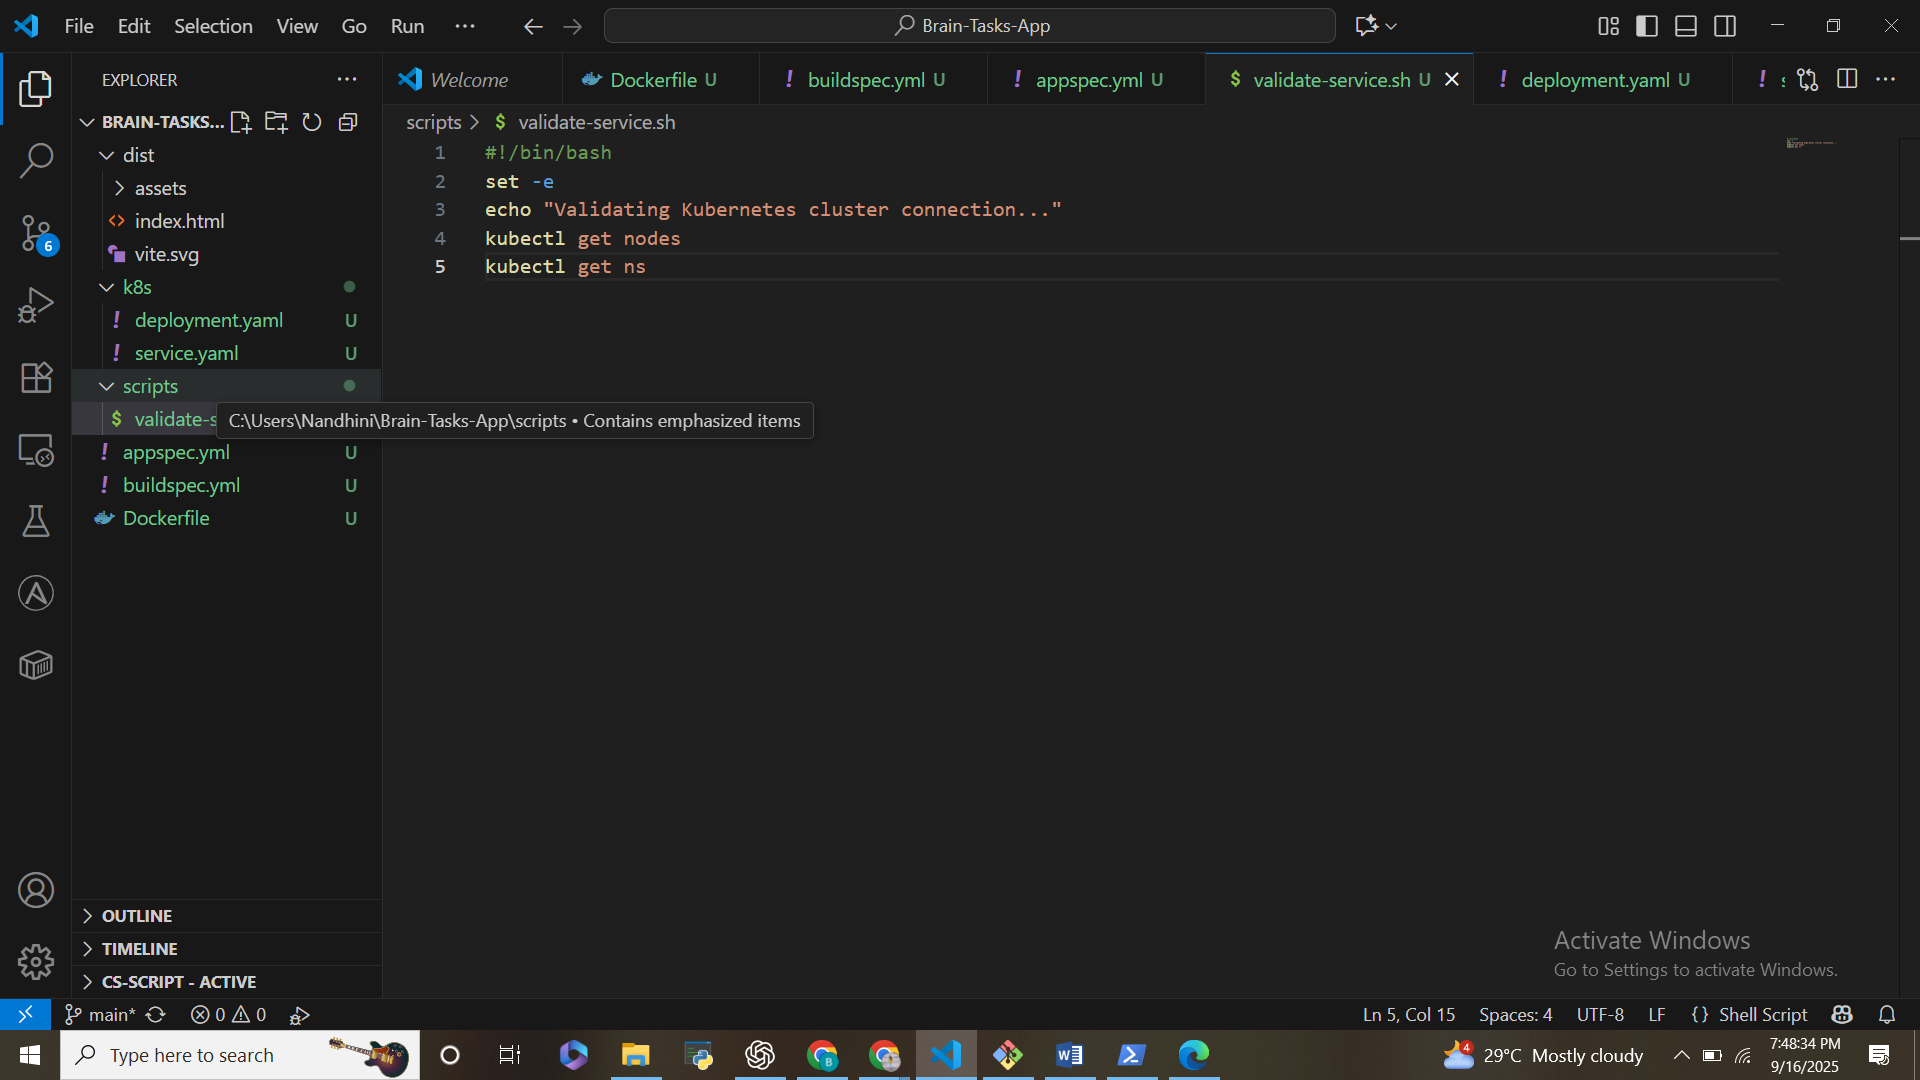 File Edit Selection View Go Run ···
Brain-Tasks-App
EXPLORER
Welcome
Dockerfile U
buildspec.yml U
appspec.yml U
validate-service.sh U
deployment.yaml U
BRAIN-TASKS...
dist
assets
index.html
vite.svg
k8s
deployment.yaml U
service.yaml U
scripts
validate-s
C:\Users\Nandhini\Brain-Tasks-App\scripts • Contains emphasized items
appspec.yml U
buildspec.yml U
Dockerfile U
6
scripts > $ validate-service.sh
1 #!/bin/bash
2 set -e
3 echo "Validating Kubernetes cluster connection..."
4 kubectl get nodes
5 kubectl get ns
OUTLINE
TIMELINE
CS-SCRIPT - ACTIVE
Activate Windows
Go to Settings to activate Windows.
main* 0 0
Ln 5, Col 15 Spaces: 4 UTF-8 LF {} Shell Script
Type here to search
B
4
29°C Mostly cloudy
7:48:34 PM
9/16/2025